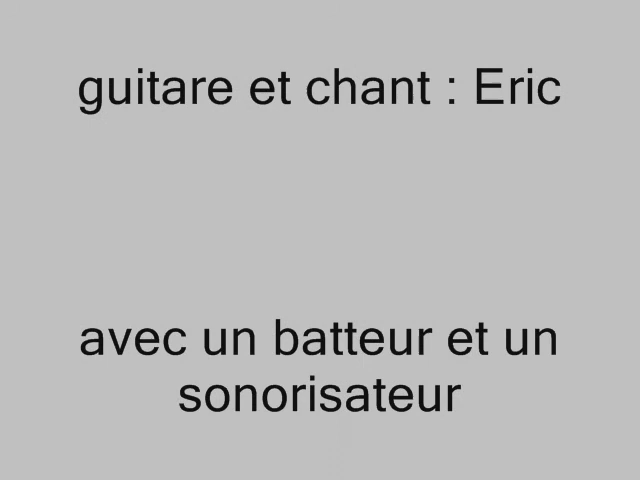 guitare et chant : Eric
avec un batteur et un
sonorisateur